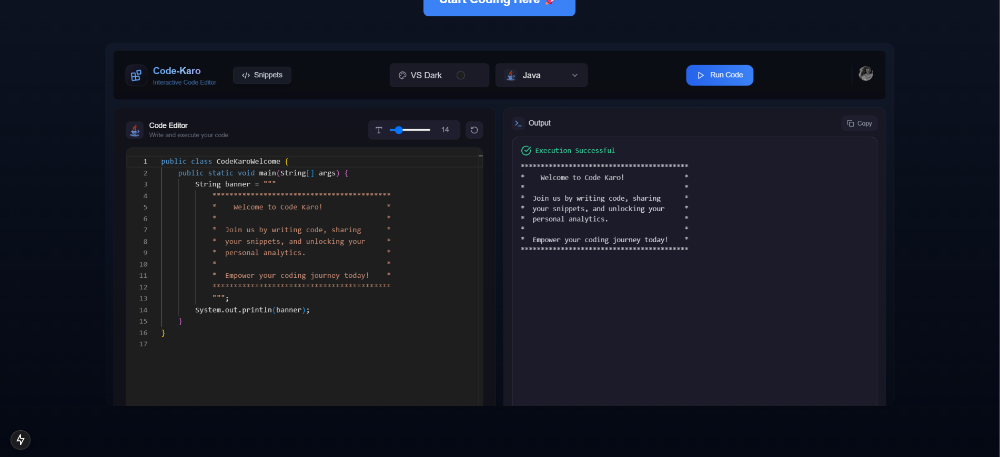 Start Coding Here 🚀
Code-Karo
Interactive Code Editor
Snippets
VS Dark
Java
Run Code
Code Editor
Write and execute your code
14
1 public class CodeKaroWelcome {
2     public static void main(String[] args) {
3         String banner = """
4             ******************************************
5             *    Welcome to Code Karo!               *
6             *                                        *
7             *  Join us by writing code, sharing      *
8             *  your snippets, and unlocking your     *
9             *  personal analytics.                   *
10             *                                        *
11             *  Empower your coding journey today!    *
12             ******************************************
13             """;
14         System.out.println(banner);
15     }
16 }
17
Output
Copy
Execution Successful
******************************************
*    Welcome to Code Karo!               *
*                                        *
*  Join us by writing code, sharing      *
*  your snippets, and unlocking your     *
*  personal analytics.                   *
*                                        *
*  Empower your coding journey today!    *
******************************************